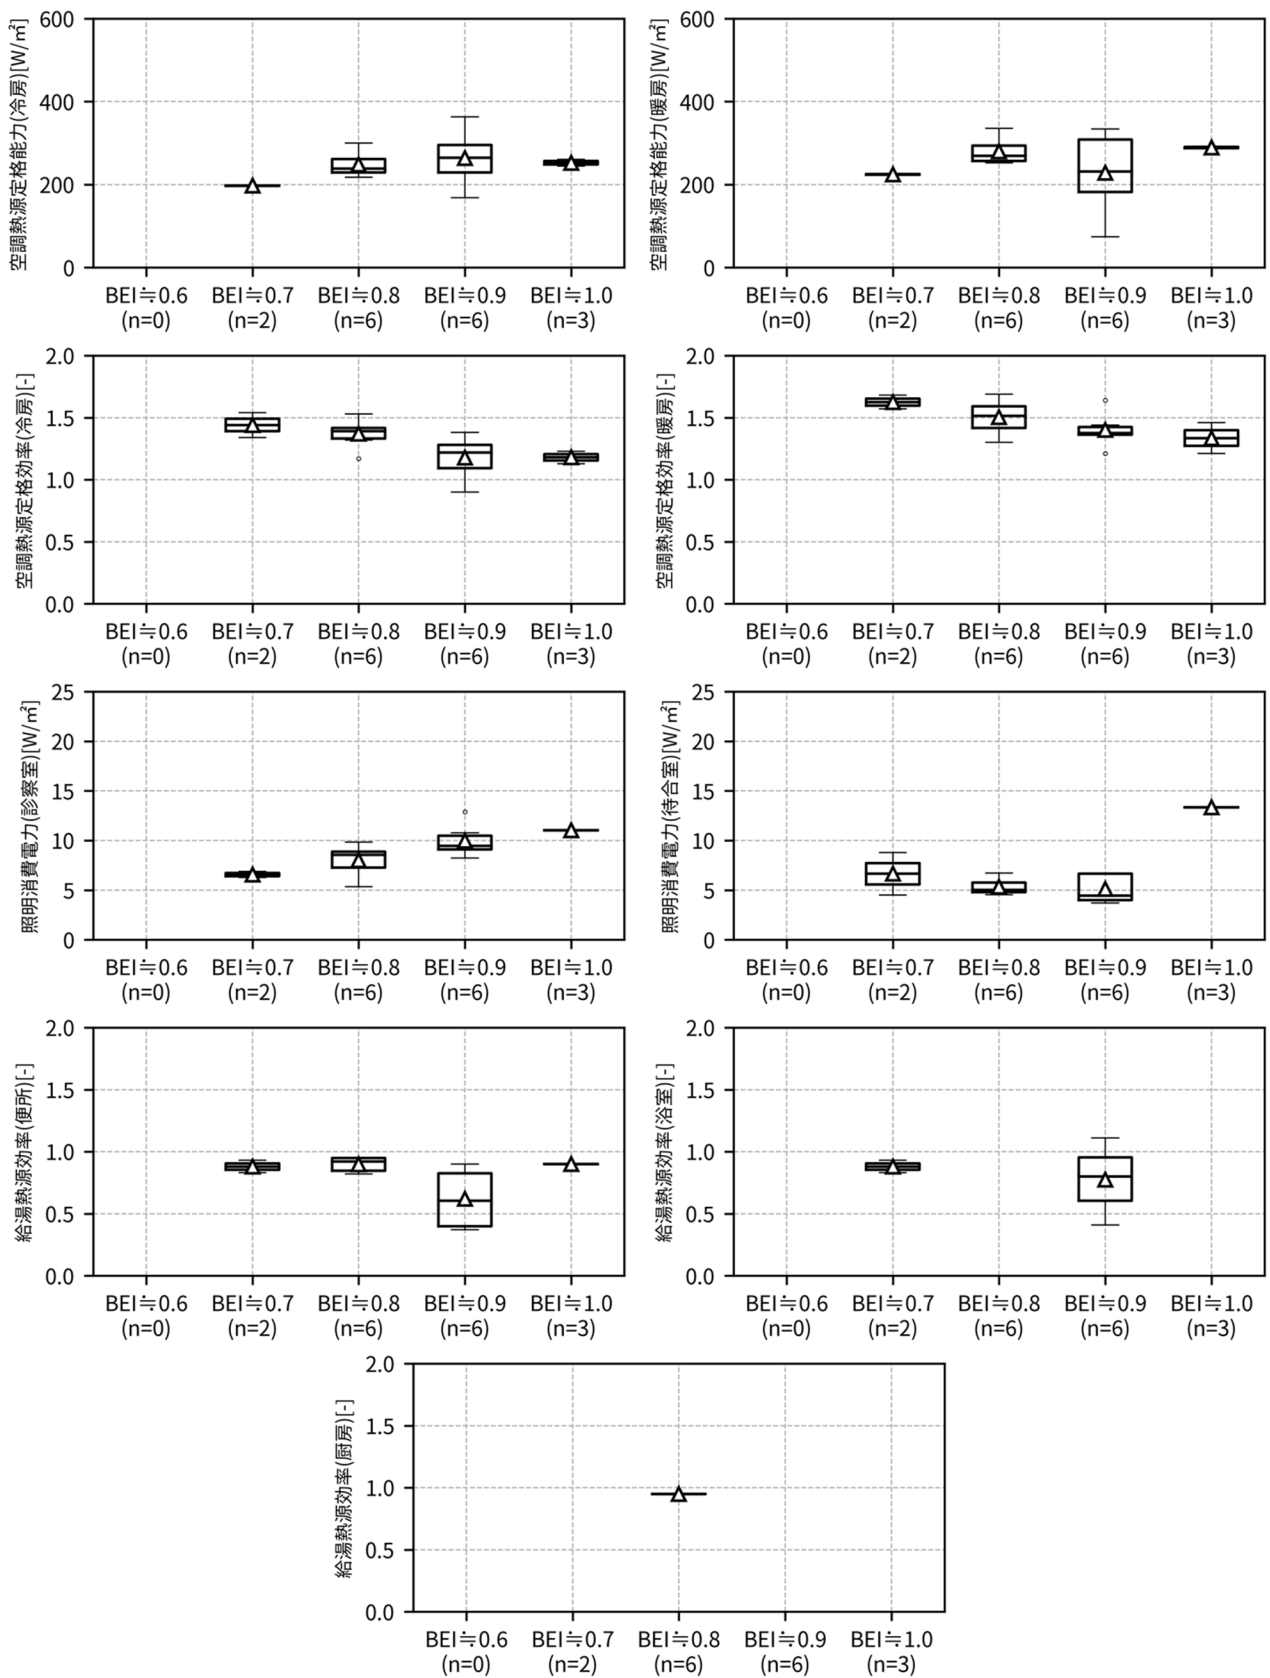 空調熱源定格能力(冷房)[W/㎡]
600
400
200
0
BEI≒0.6 BEI≒0.7 BEI≒0.8 BEI≒0.9 BEI≒1.0
(n=0) (n=2) (n=6) (n=6) (n=3)
空調熱源定格能力(暖房)[W/㎡]
600
400
200
0
BEI≒0.6 BEI≒0.7 BEI≒0.8 BEI≒0.9 BEI≒1.0
(n=0) (n=2) (n=6) (n=6) (n=3)
空調熱源定格効率(冷房)[-]
2.0
1.5
1.0
0.5
0.0
BEI≒0.6 BEI≒0.7 BEI≒0.8 BEI≒0.9 BEI≒1.0
(n=0) (n=2) (n=6) (n=6) (n=3)
空調熱源定格効率(暖房)[-]
2.0
1.5
1.0
0.5
0.0
BEI≒0.6 BEI≒0.7 BEI≒0.8 BEI≒0.9 BEI≒1.0
(n=0) (n=2) (n=6) (n=6) (n=3)
照明消費電力(診察室)[W/㎡]
25
20
15
10
5
0
BEI≒0.6 BEI≒0.7 BEI≒0.8 BEI≒0.9 BEI≒1.0
(n=0) (n=2) (n=6) (n=6) (n=3)
照明消費電力(待合室)[W/㎡]
25
20
15
10
5
0
BEI≒0.6 BEI≒0.7 BEI≒0.8 BEI≒0.9 BEI≒1.0
(n=0) (n=2) (n=6) (n=6) (n=3)
給湯熱源効率(便所)[-]
2.0
1.5
1.0
0.5
0.0
BEI≒0.6 BEI≒0.7 BEI≒0.8 BEI≒0.9 BEI≒1.0
(n=0) (n=2) (n=6) (n=6) (n=3)
給湯熱源効率(浴室)[-]
2.0
1.5
1.0
0.5
0.0
BEI≒0.6 BEI≒0.7 BEI≒0.8 BEI≒0.9 BEI≒1.0
(n=0) (n=2) (n=6) (n=6) (n=3)
給湯熱源効率(厨房)[-]
2.0
1.5
1.0
0.5
0.0
BEI≒0.6 BEI≒0.7 BEI≒0.8 BEI≒0.9 BEI≒1.0
(n=0) (n=2) (n=6) (n=6) (n=3)